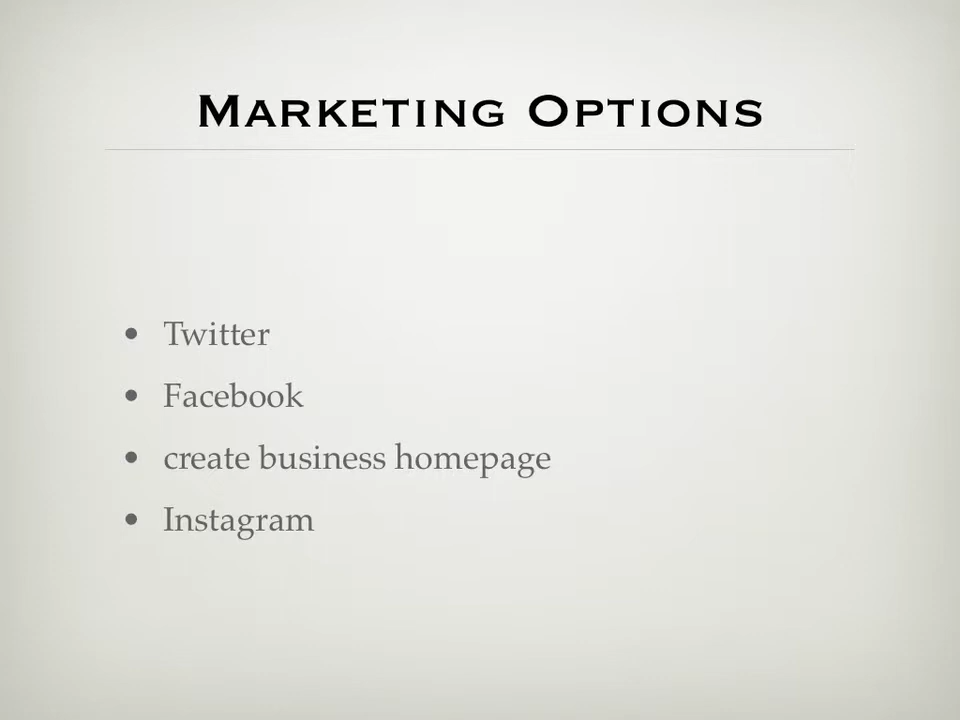 Marketing Options
• Twitter
• Facebook
• create business homepage
• Instagram